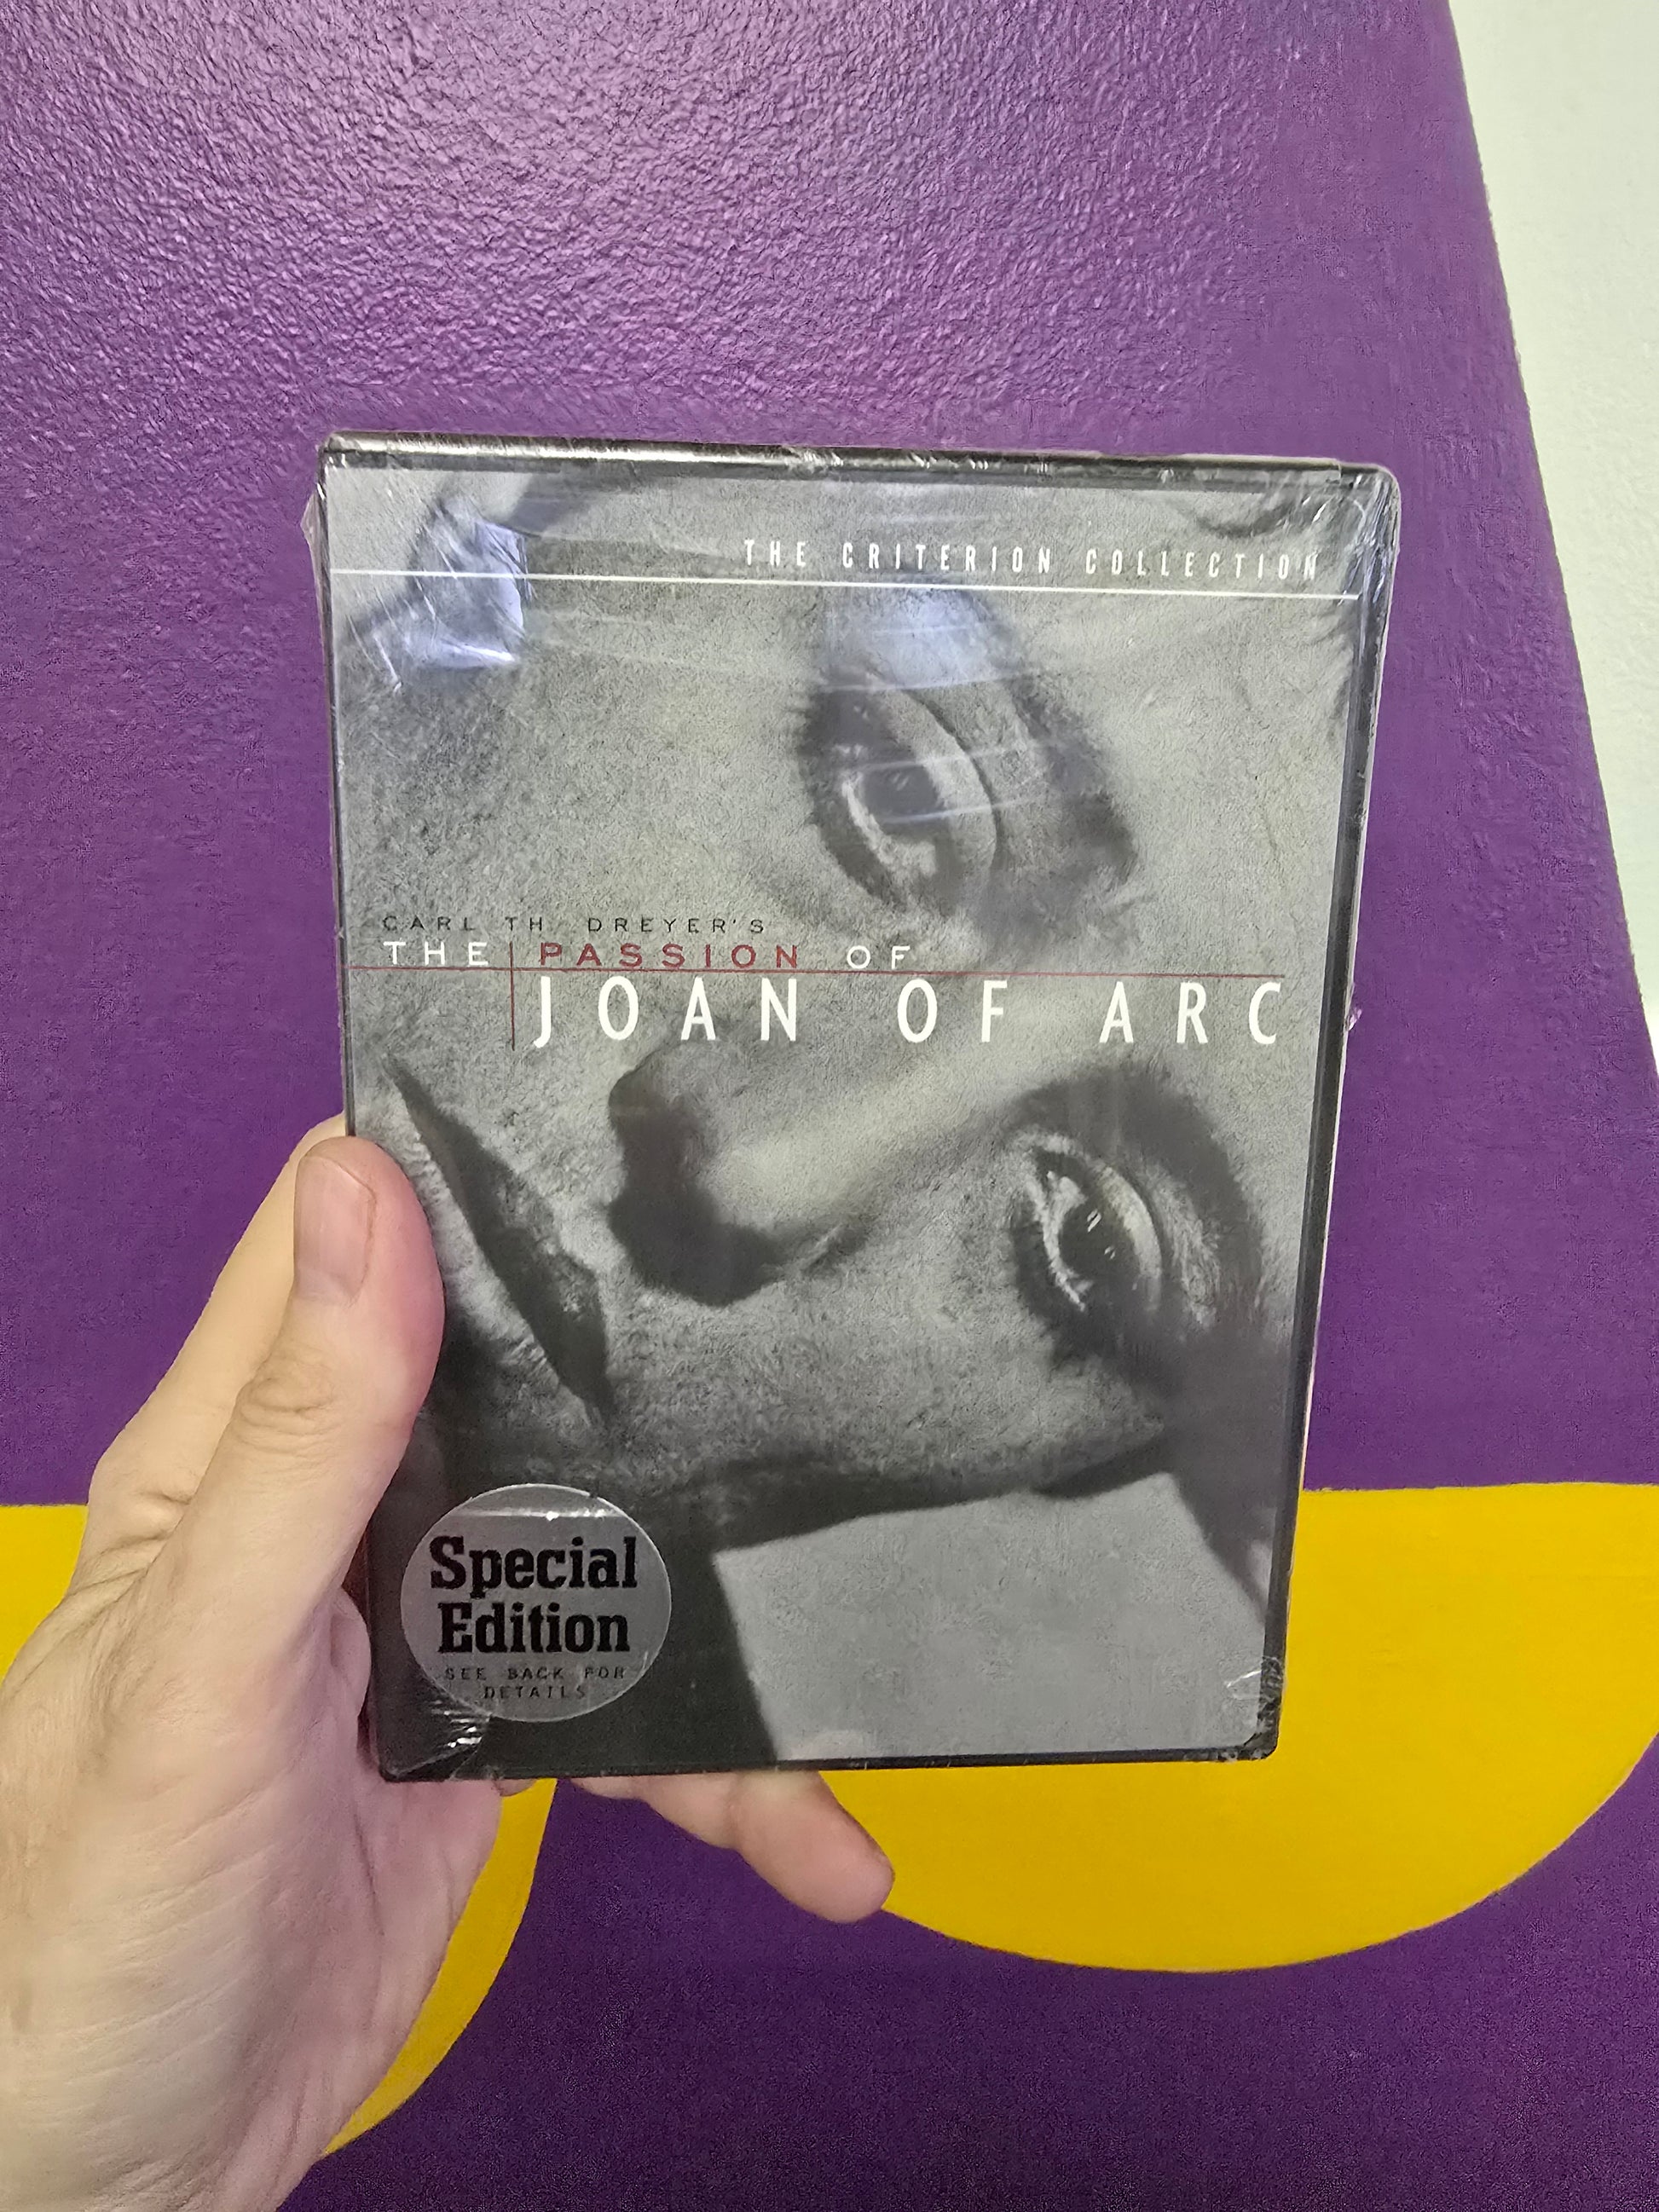 THE CRITERION COLLECTION
CARL TH DREYER'S
THE PASSION OF
JOAN OF ARC
Special
Edition
SEE BACK FOR
DETAILS